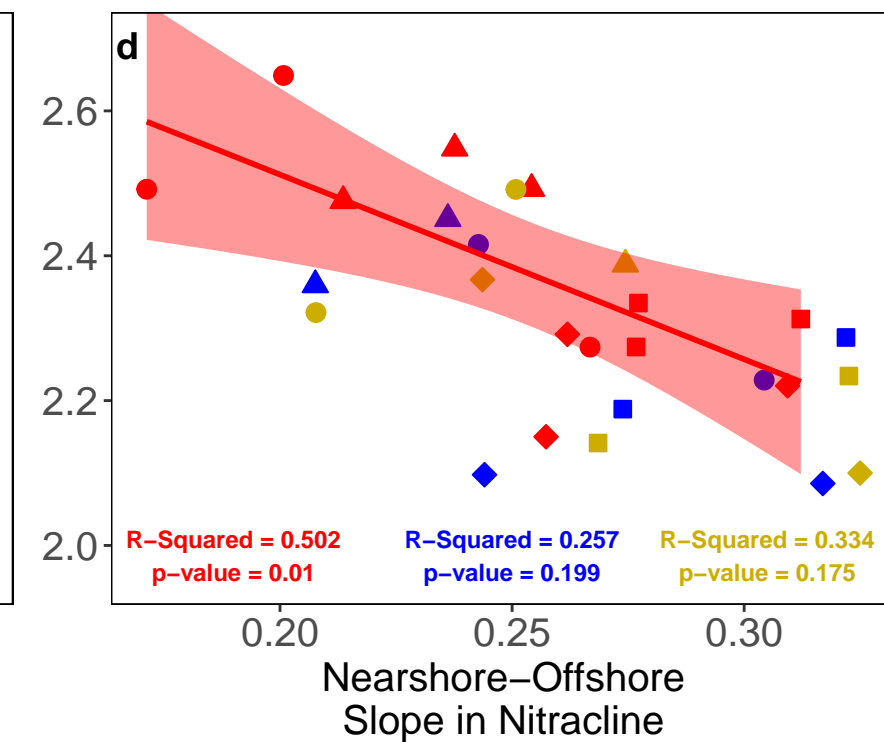 d
2.6
2.4
2.2
2.0
R−Squared = 0.502 R−Squared = 0.257 R−Squared = 0.334
p−value = 0.01 p−value = 0.199 p−value = 0.175
0.20 0.25 0.30
Nearshore−Offshore
Slope in Nitracline